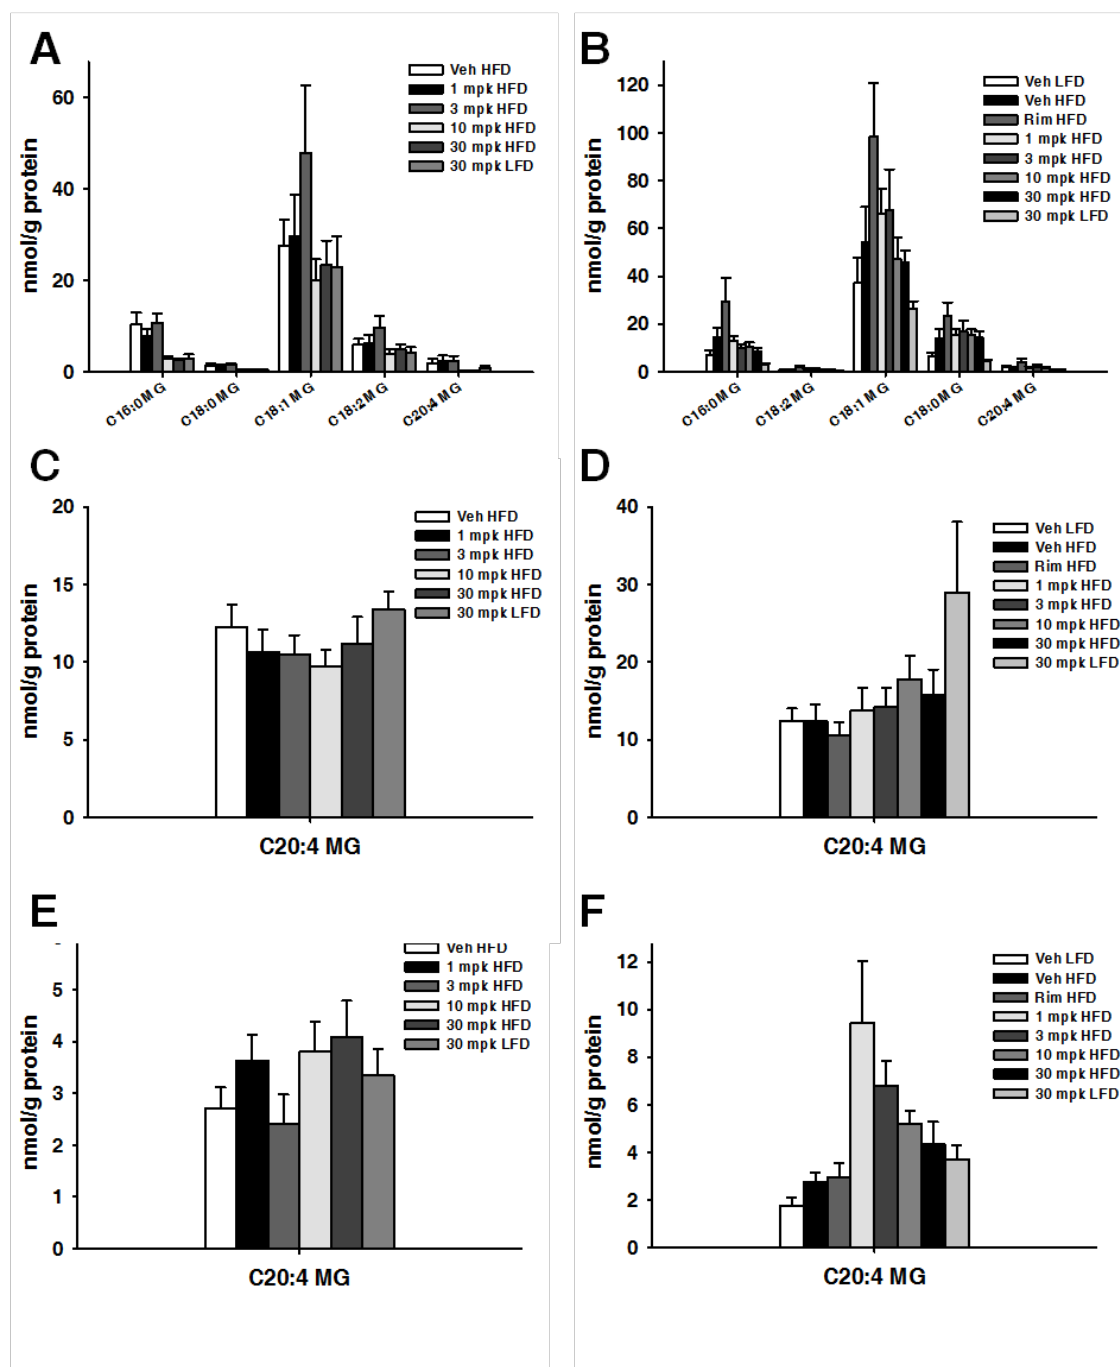 A
nmol/g protein
60
40
20
0
Veh HFD
1 mpk HFD
3 mpk HFD
10 mpk HFD
30 mpk HFD
30 mpk LFD
C16:0 MG
C18:0 MG
C18:1 MG
C18:2 MG
C20:4 MG
B
nmol/g protein
120
100
80
60
40
20
0
Veh LFD
Veh HFD
Rim HFD
1 mpk HFD
3 mpk HFD
10 mpk HFD
30 mpk HFD
30 mpk LFD
C16:0 MG
C18:2 MG
C18:1 MG
C18:0 MG
C20:4 MG
C
nmol/g protein
20
15
10
5
0
Veh HFD
1 mpk HFD
3 mpk HFD
10 mpk HFD
30 mpk HFD
30 mpk LFD
C20:4 MG
D
nmol/g protein
40
30
20
10
0
Veh LFD
Veh HFD
Rim HFD
1 mpk HFD
3 mpk HFD
10 mpk HFD
30 mpk HFD
30 mpk LFD
C20:4 MG
E
nmol/g protein
5
4
3
2
1
0
Veh HFD
1 mpk HFD
3 mpk HFD
10 mpk HFD
30 mpk HFD
30 mpk LFD
C20:4 MG
F
nmol/g protein
12
10
8
6
4
2
0
Veh LFD
Veh HFD
Rim HFD
1 mpk HFD
3 mpk HFD
10 mpk HFD
30 mpk HFD
30 mpk LFD
C20:4 MG